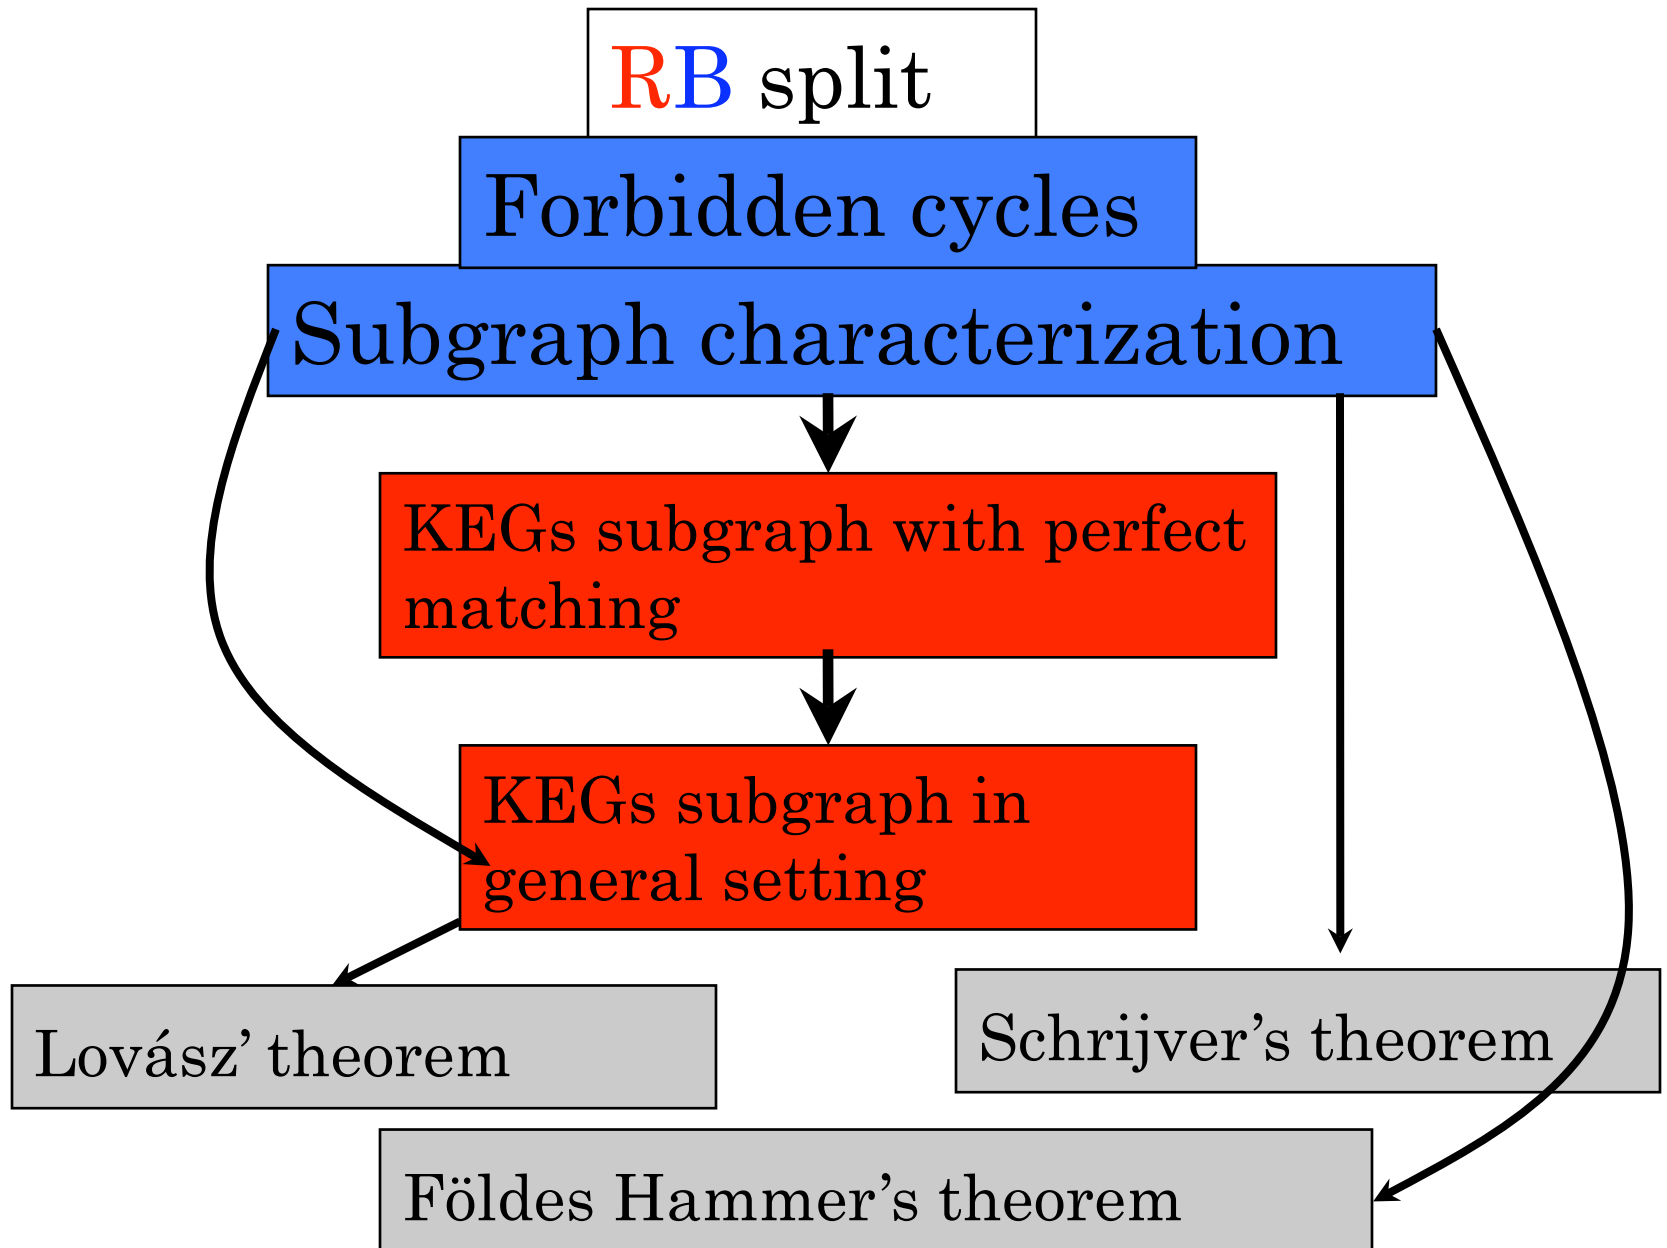 RB split
Forbidden cycles
Subgraph characterization
KEGs subgraph with perfect
matching
KEGs subgraph in
general setting
Lovász’ theorem
Schrijver’s theorem
Földes Hammer’s theorem